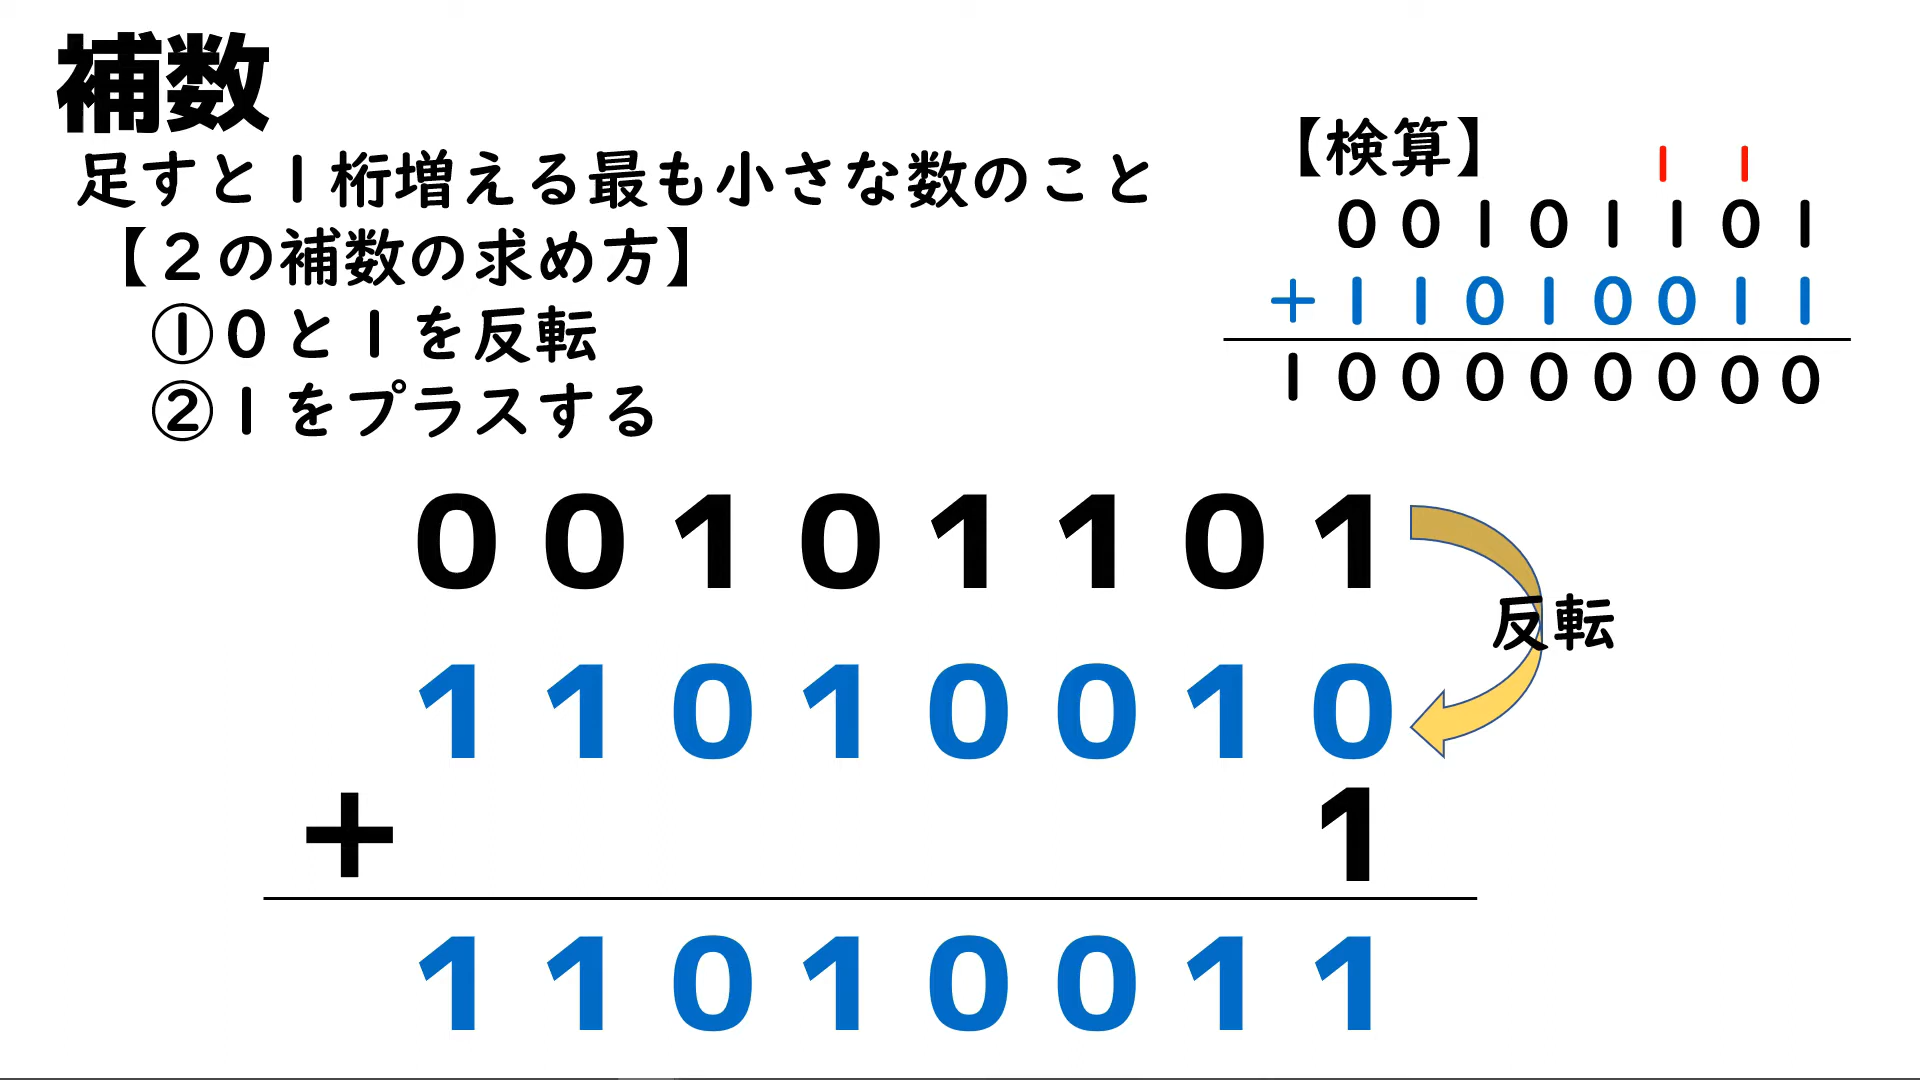 補数
足すと1桁増える最も小さな数のこと
【2の補数の求め方】
①0と1を反転
②1をプラスする
【検算】
1 1
0 0 1 0 1 1 0 1
+ 1 1 0 1 0 0 1 1
1 0 0 0 0 0 0 0 0
0 0 1 0 1 1 0 1
反転
1 1 0 1 0 0 1 0
+ 1
1 1 0 1 0 0 1 1